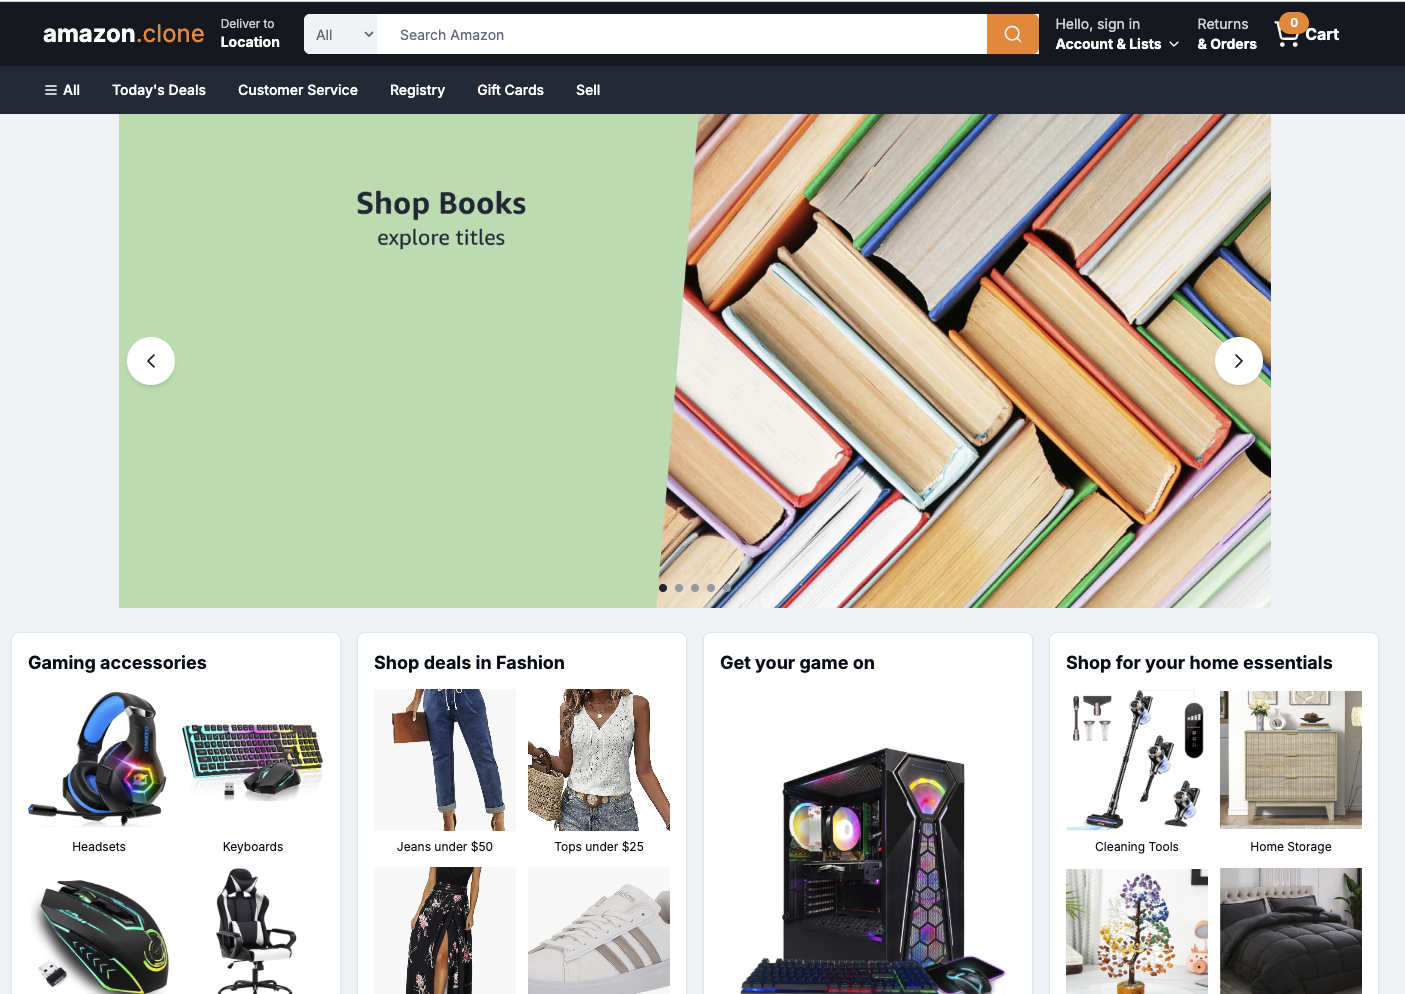 amazon.clone
Deliver to
Location
All
Search Amazon
Hello, sign in
Account & Lists
Returns
& Orders
0
Cart
All
Today's Deals
Customer Service
Registry
Gift Cards
Sell
Shop Books
explore titles
Gaming accessories
Headsets
Keyboards
Shop deals in Fashion
Jeans under $50
Tops under $25
Get your game on
Shop for your home essentials
Cleaning Tools
Home Storage